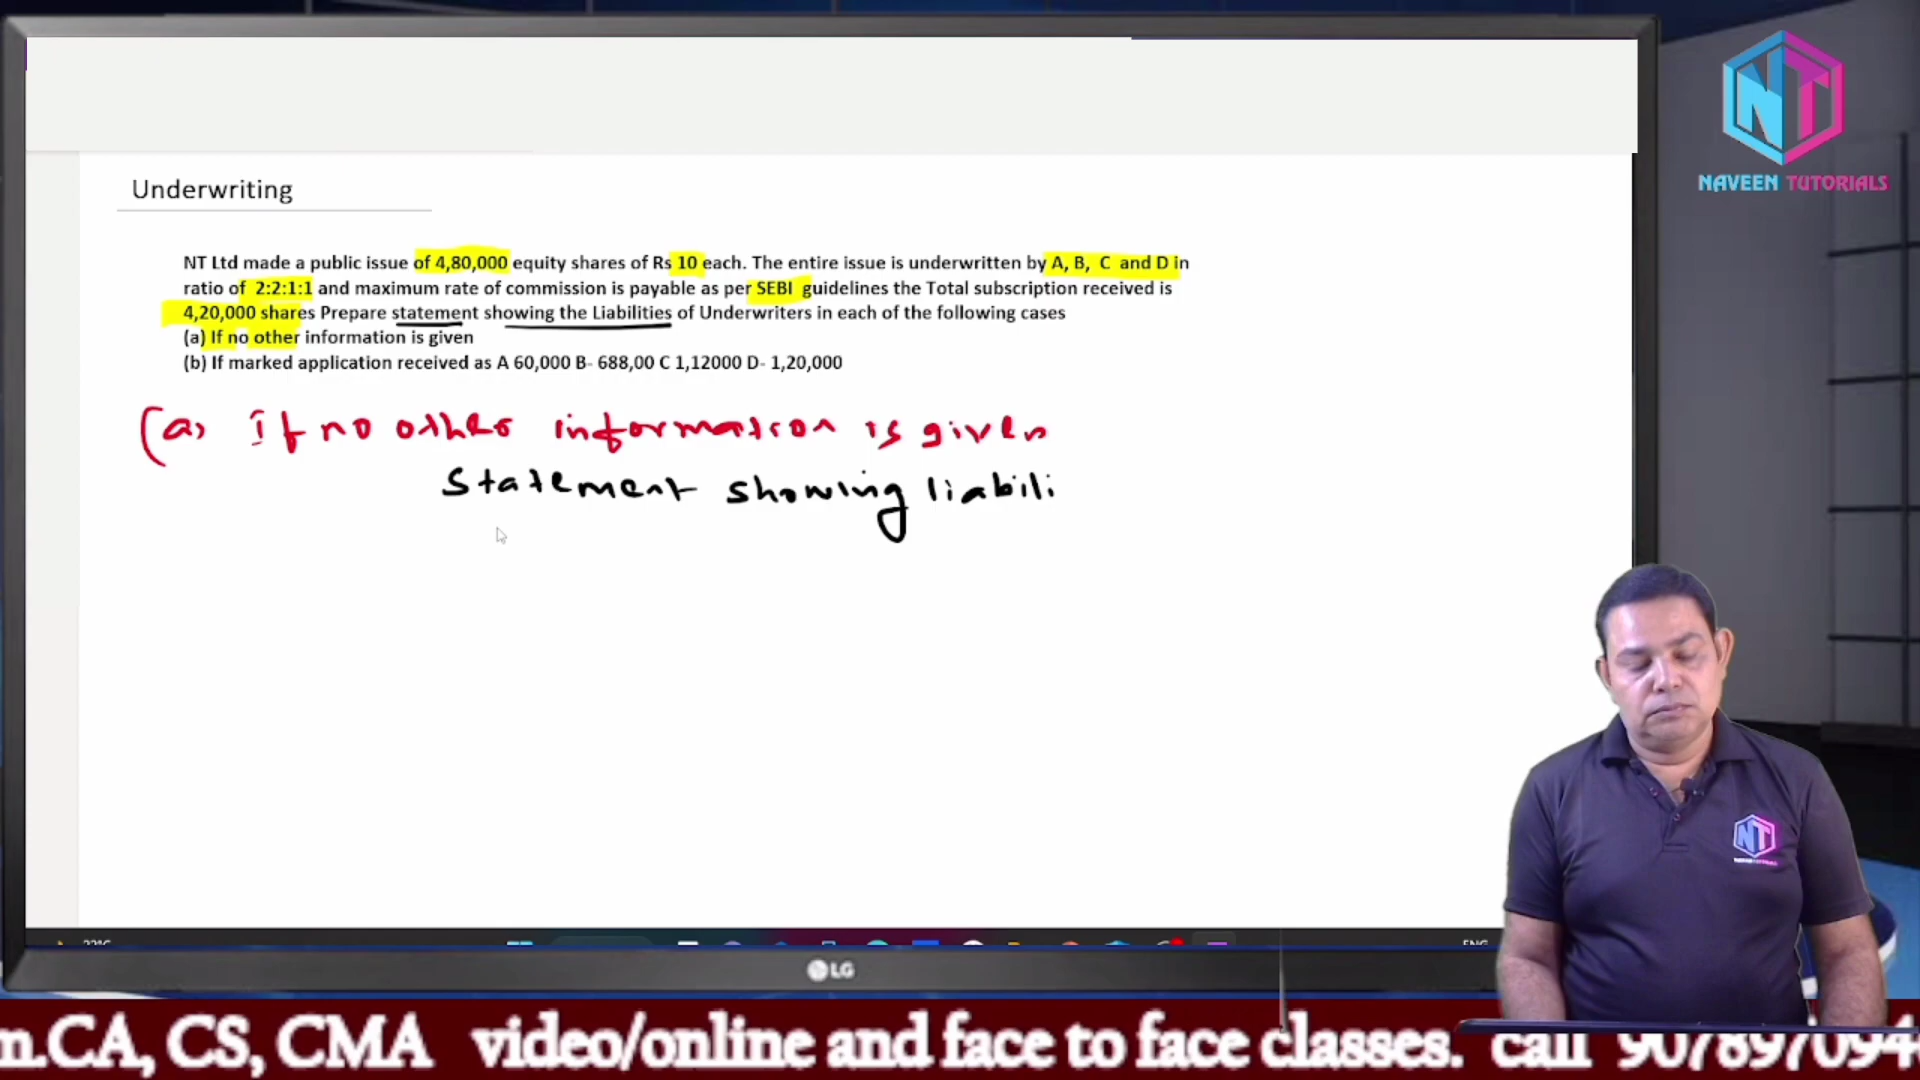 NT
NAVEEN TUTORIALS
Underwriting
NT Ltd made a public issue of 4,80,000 equity shares of Rs 10 each. The entire issue is underwritten by A, B, C and D in
ratio of 2:2:1:1 and maximum rate of commission is payable as per SEBI guidelines the Total subscription received is
4,20,000 shares Prepare statement showing the Liabilities of Underwriters in each of the following cases
(a) If no other information is given
(b) If marked application received as A 60,000 B- 688,00 C 1,12000 D- 1,20,000
(a) If no other information is given
Statement showing liabili
NT
LG
m.CA, CS, CMA video/online and face to face classes. call 907897094